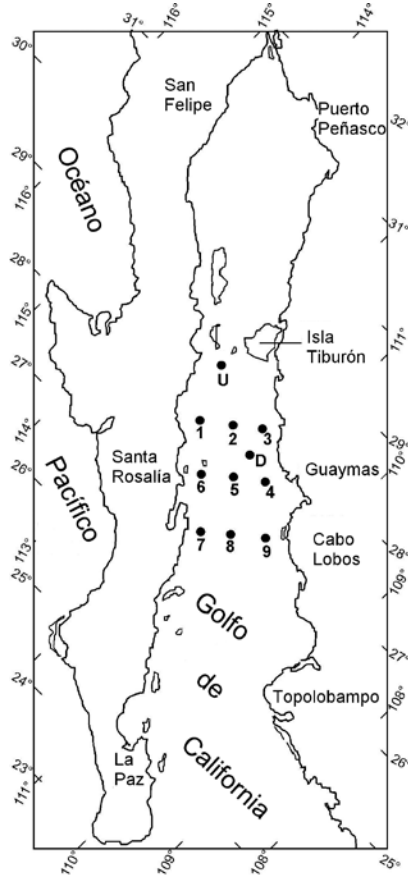 31° 116° 115° 114°
30°
San
Felipe
Puerto
Peñasco
32°
29°
116°
Océano
31°
28°
115°
111°
Isla
Tiburón
27°
U
114°
1 2 3
29°
D
110°
Santa
Rosalía
Guaymas
26°
6 5 4
Pacífico
Cabo
Lobos
113°
7 8 9
28°
25°
109°
Golfo
27°
de
24°
Topolobampo
108°
California
26°
La
Paz
23°
111°
110° 109° 108° 25°